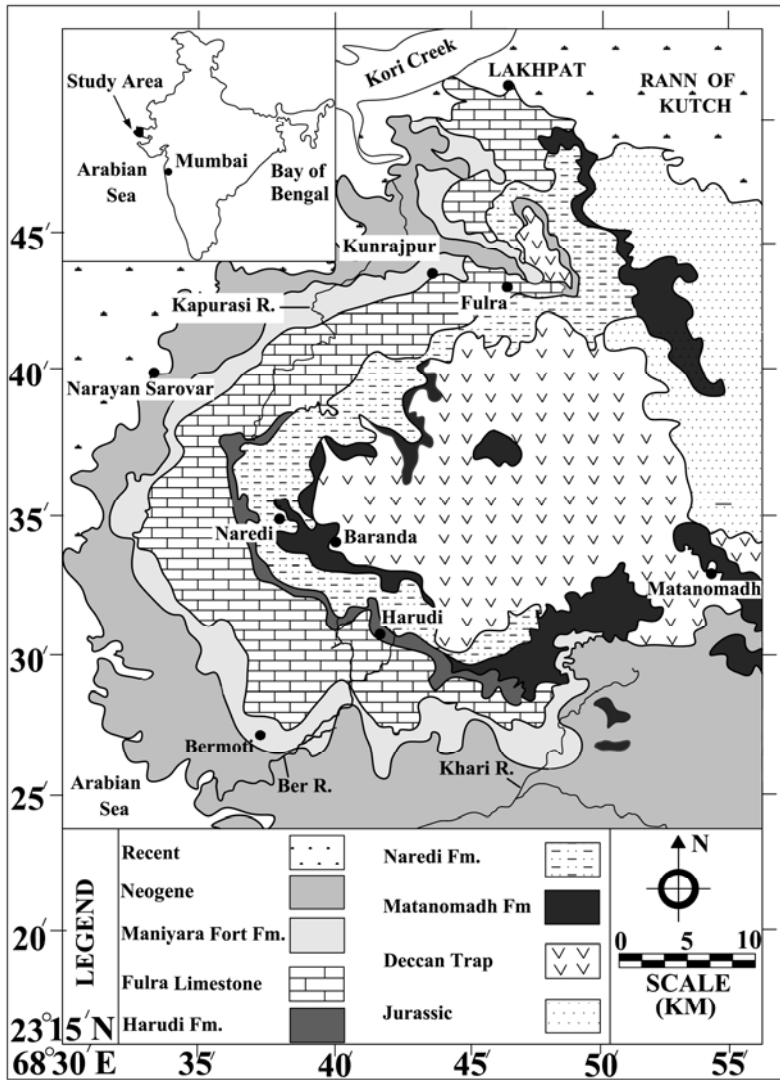 Kori Creek
LAKHPAT
RANN OF
KUTCH
Study Area
Arabian
Sea
Mumbai
Bay of
Bengal
45′
Kunrajpur
Kapurasi R.
Fulra
40′
Narayan Sarovar
35′
Naredi
Baranda
Matanomadh
Harudi
30′
Bermoti
Ber R.
Khari R.
25′
Arabian
Sea
20′
23°15′N
68°30′E
35′
40′
45′
50′
55′
LEGEND
Recent
Neogene
Maniyara Fort Fm.
Fulra Limestone
Harudi Fm.
Naredi Fm.
Matanomadh Fm
Deccan Trap
Jurassic
N
0 5 10
SCALE
(KM)